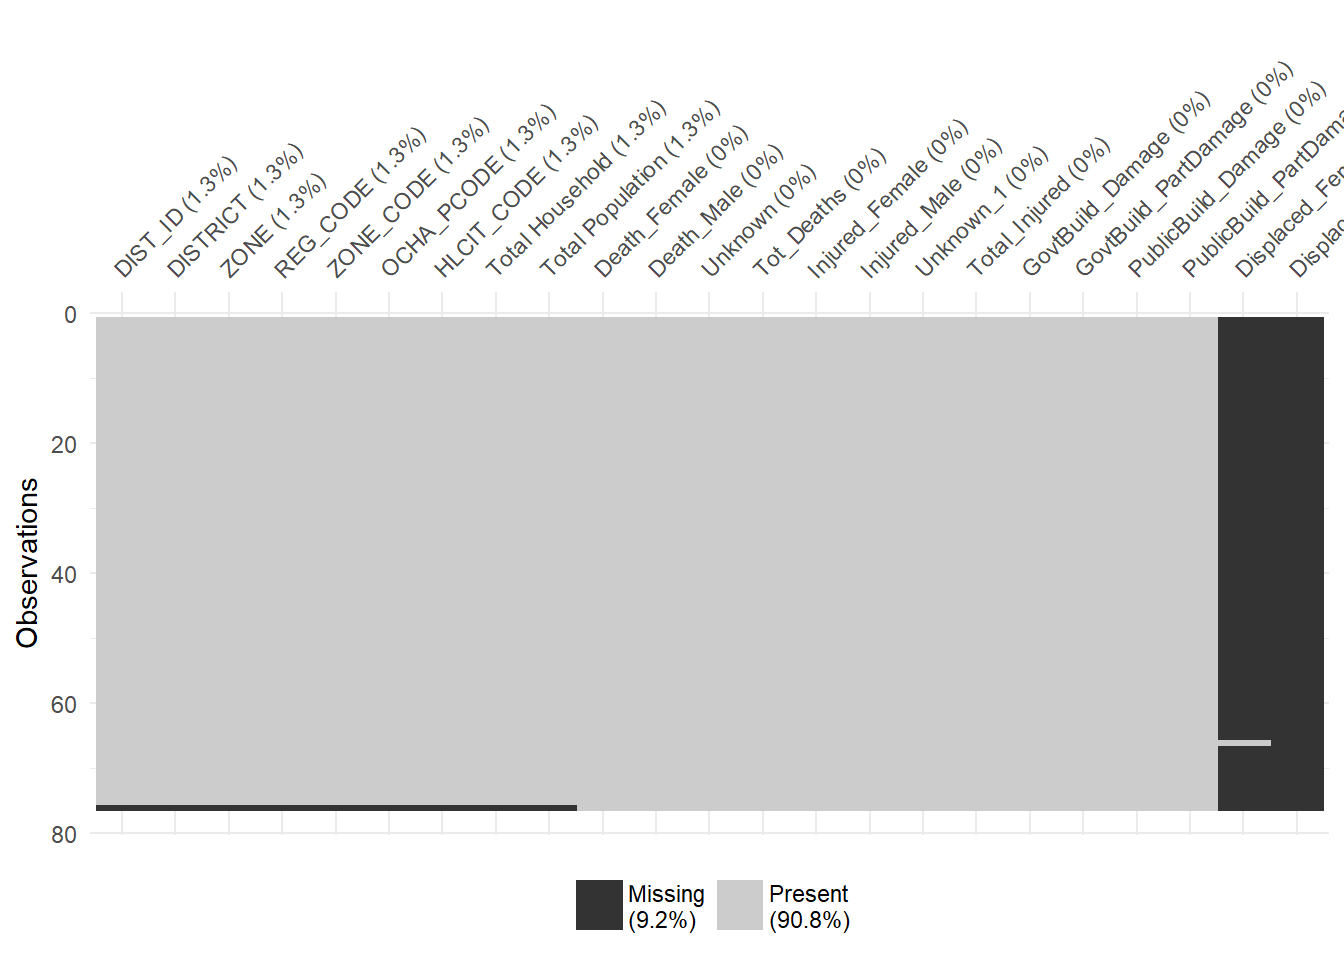 DIST_ID (1.3%)
DISTRICT (1.3%)
ZONE (1.3%)
REG_CODE (1.3%)
ZONE_CODE (1.3%)
OCHA_PCODE (1.3%)
HLCIT_CODE (1.3%)
Total Household (1.3%)
Total Population (1.3%)
Death_Female (0%)
Death_Male (0%)
Unknown (0%)
Tot_Deaths (0%)
Injured_Female (0%)
Injured_Male (0%)
Unknown_1 (0%)
Total_Injured (0%)
GovtBuild_Damage (0%)
GovtBuild_PartDamage (0%)
PublicBuild_Damage (0%)
PublicBuild_PartDama
Displaced_Fem
Displac
0
20
40
60
80
Observations
Missing
(9.2%)
Present
(90.8%)